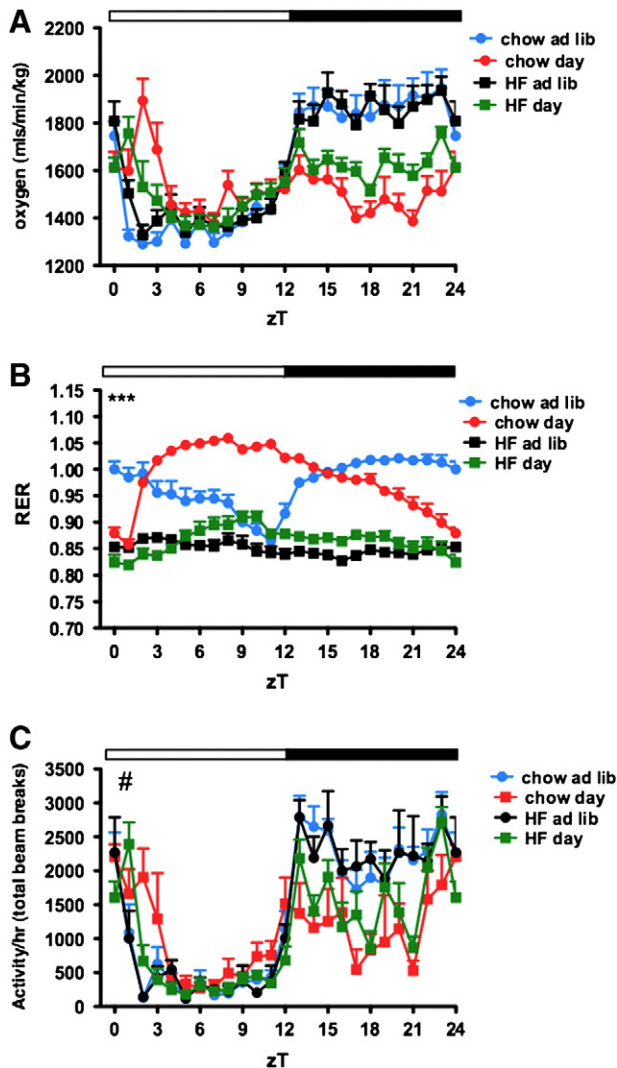 A
oxygen (mls/min/kg)
2200
2000
1800
1600
1400
1200
0 3 6 9 12 15 18 21 24
zT
chow ad lib
chow day
HF ad lib
HF day
B
RER
1.15
1.10
1.05
1.00
0.95
0.90
0.85
0.80
0.75
0.70
***
0 3 6 9 12 15 18 21 24
zT
chow ad lib
chow day
HF ad lib
HF day
C
Activity/hr (total beam breaks)
3500
3000
2500
2000
1500
1000
500
0
#
0 3 6 9 12 15 18 21 24
zT
chow ad lib
chow day
HF ad lib
HF day